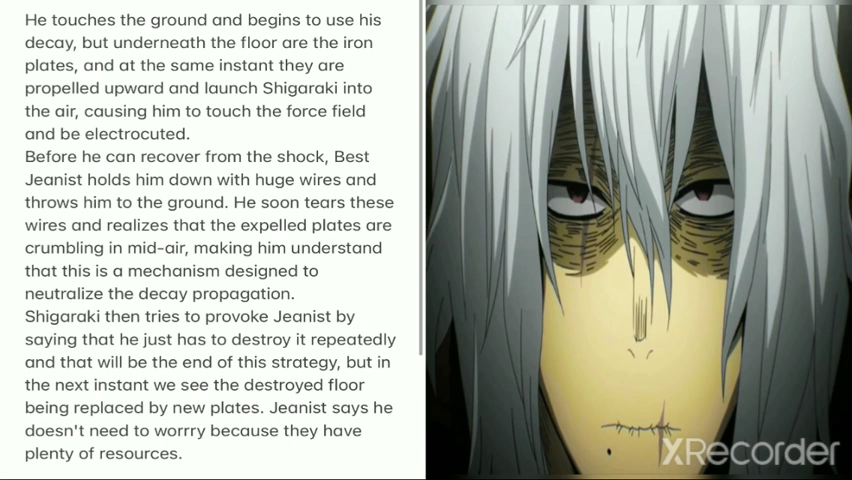 He touches the ground and begins to use his
decay, but underneath the floor are the iron
plates, and at the same instant they are
propelled upward and launch Shigaraki into
the air, causing him to touch the force field
and be electrocuted.
Before he can recover from the shock, Best
Jeanist holds him down with huge wires and
throws him to the ground. He soon tears these
wires and realizes that the expelled plates are
crumbling in mid-air, making him understand
that this is a mechanism designed to
neutralize the decay propagation.
Shigaraki then tries to provoke Jeanist by
saying that he just has to destroy it repeatedly
and that will be the end of this strategy, but in
the next instant we see the destroyed floor
being replaced by new plates. Jeanist says he
doesn't need to worrry because they have
plenty of resources.
XRecorder